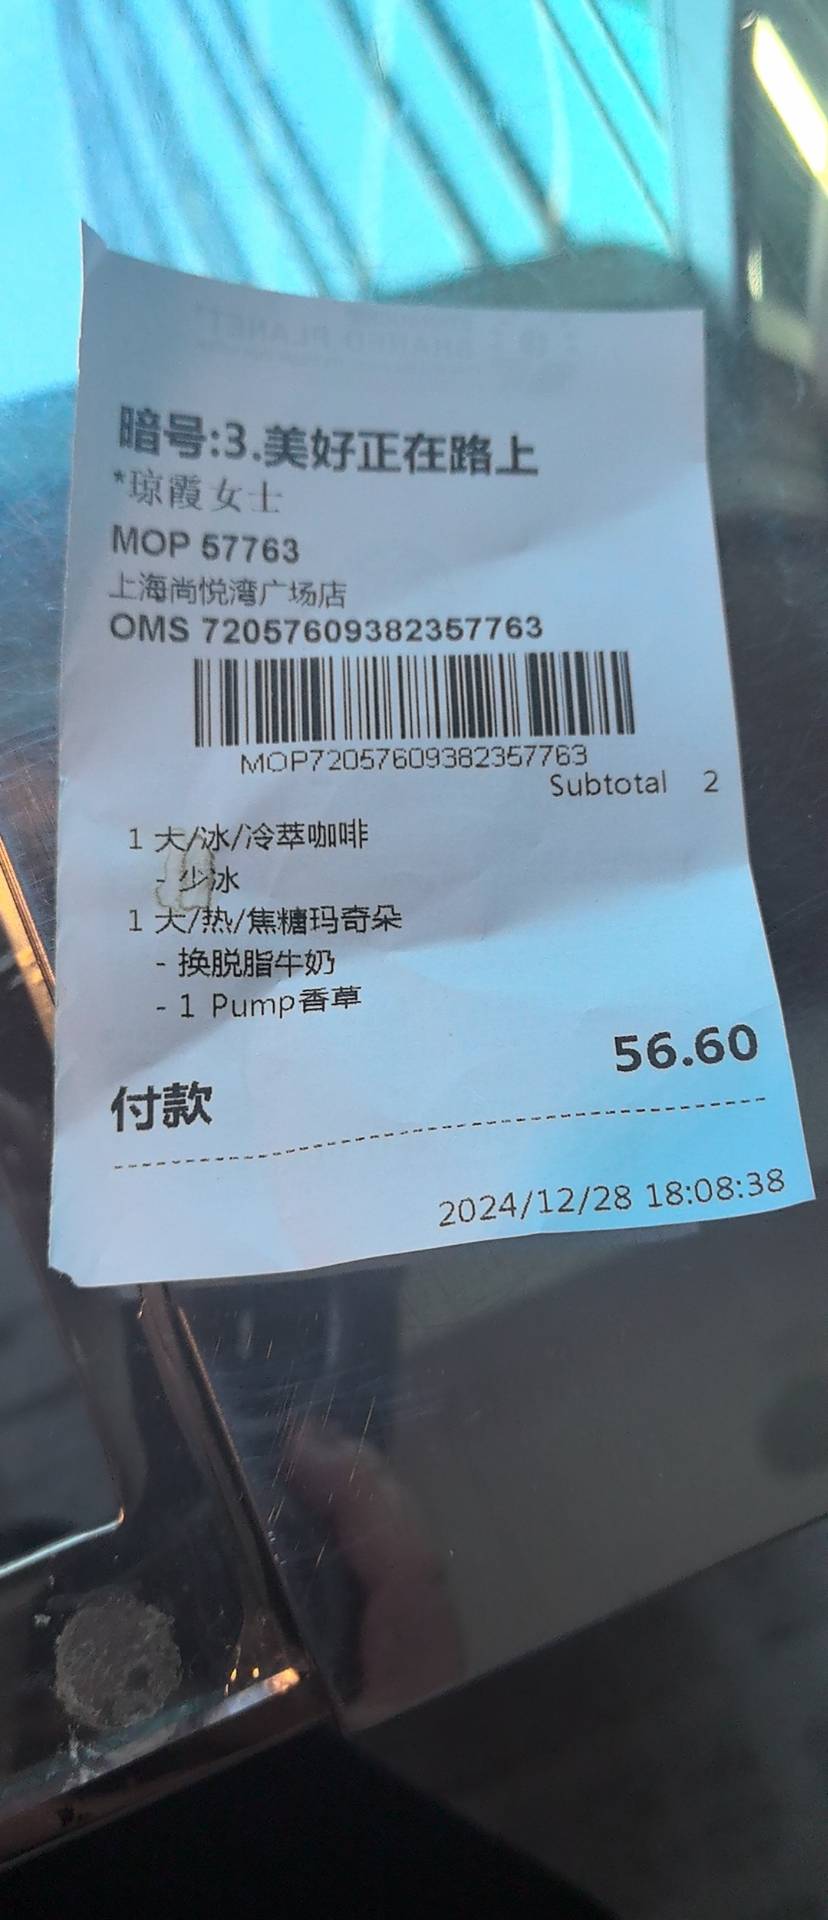 暗号:3.美好正在路上
*琼霞女士
MOP 57763
上海尚悦湾广场店
OMS 72057609382357763
MOP72057609382357763
Subtotal 2
1 大/冰/冷萃咖啡
- 少冰
1 大/热/焦糖玛奇朵
- 换脱脂牛奶
- 1 Pump香草
56.60
付款
2024/12/28 18:08:38